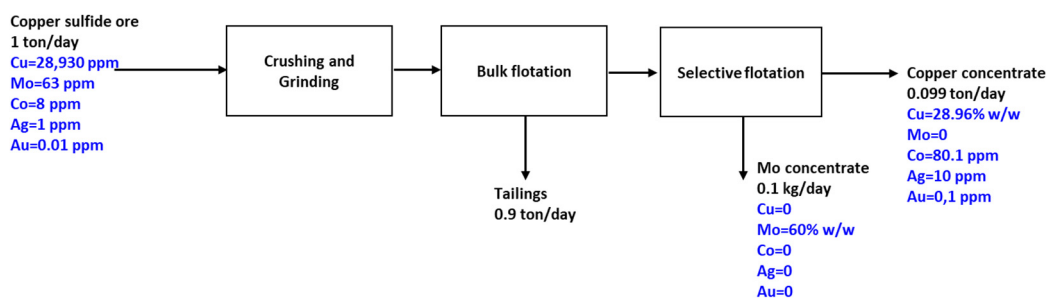 Copper sulfide ore
1 ton/day
Cu=28,930 ppm
Mo=63 ppm
Co=8 ppm
Ag=1 ppm
Au=0.01 ppm
Crushing and
Grinding
Bulk flotation
Selective flotation
Copper concentrate
0.099 ton/day
Cu=28.96% w/w
Mo=0
Co=80.1 ppm
Ag=10 ppm
Au=0,1 ppm
Tailings
0.9 ton/day
Mo concentrate
0.1 kg/day
Cu=0
Mo=60% w/w
Co=0
Ag=0
Au=0